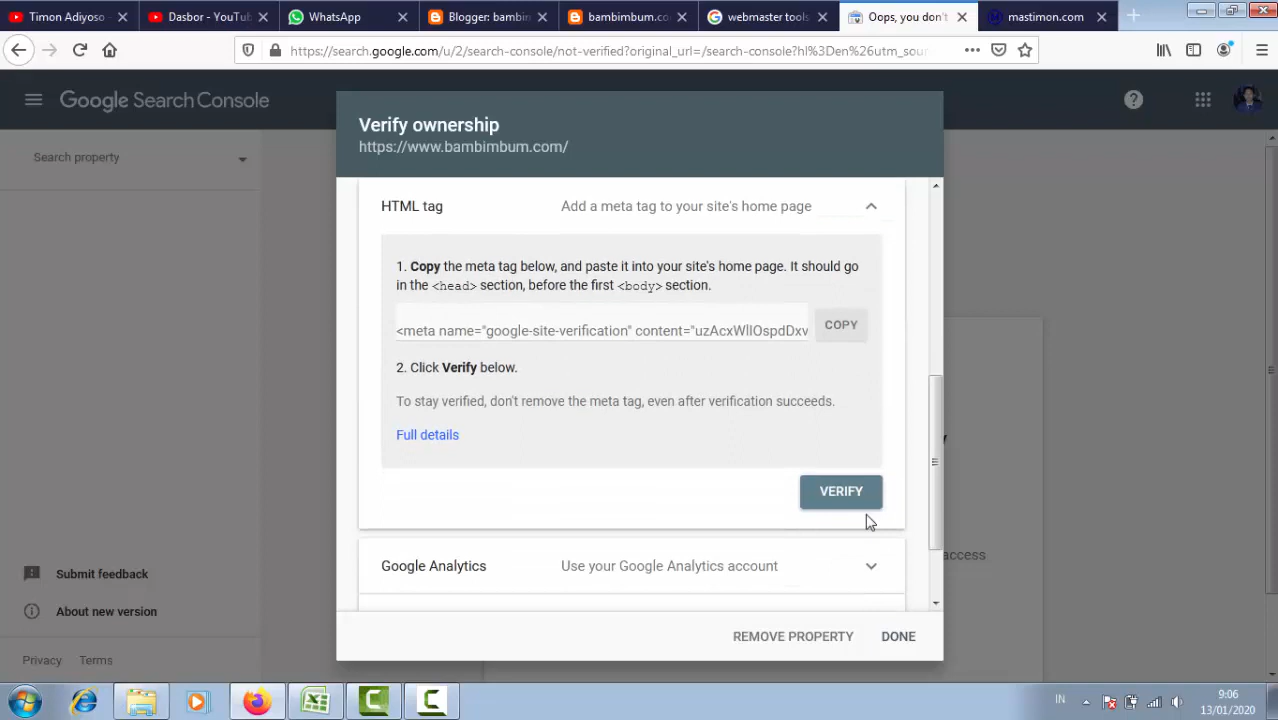 Timon Adiyoso -
Dasbor - YouTu
WhatsApp
Blogger: bambim
bambimbum.co
webmaster tools
Oops, you don't
mastimon.com
https://search.google.com/u/2/search-console/not-verified?original_url=/search-console?hl%3Den%26utm_sou
Google Search Console
Search property
Verify ownership
https://www.bambimbum.com/
HTML tag
Add a meta tag to your site's home page
1. Copy the meta tag below, and paste it into your site's home page. It should go
in the <head> section, before the first <body> section.
<meta name="google-site-verification" content="uzAcxWlIOspdDxv
COPY
2. Click Verify below.
To stay verified, don't remove the meta tag, even after verification succeeds.
Full details
VERIFY
Google Analytics
Use your Google Analytics account
access
Submit feedback
About new version
REMOVE PROPERTY
DONE
Privacy
Terms
IN
9:06
13/01/2020